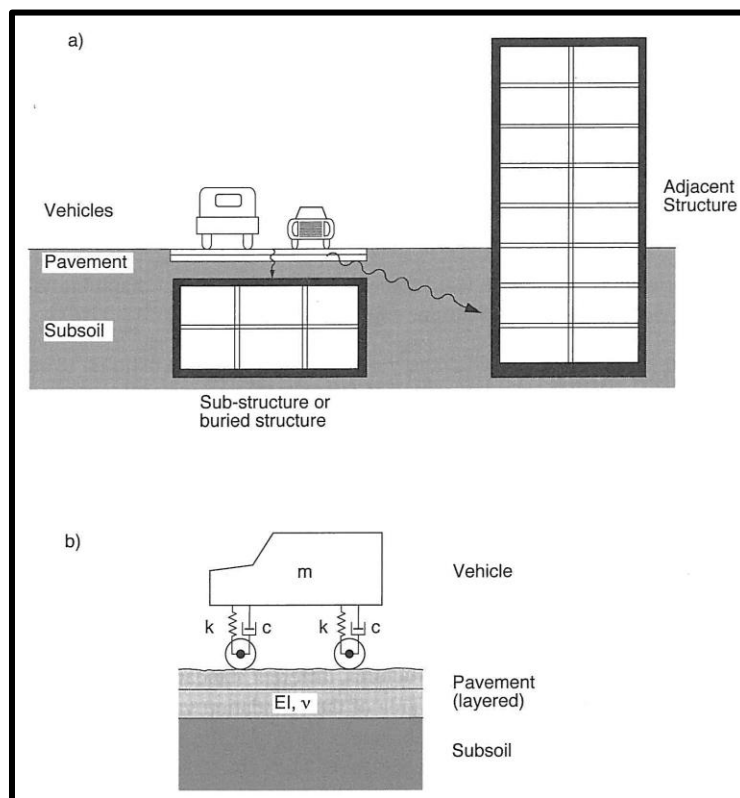 a)
Vehicles
Adjacent
Structure
Pavement
Subsoil
Sub-structure or
buried structure
b)
m
Vehicle
k
c
k
c
Pavement
(layered)
EI, ν
Subsoil